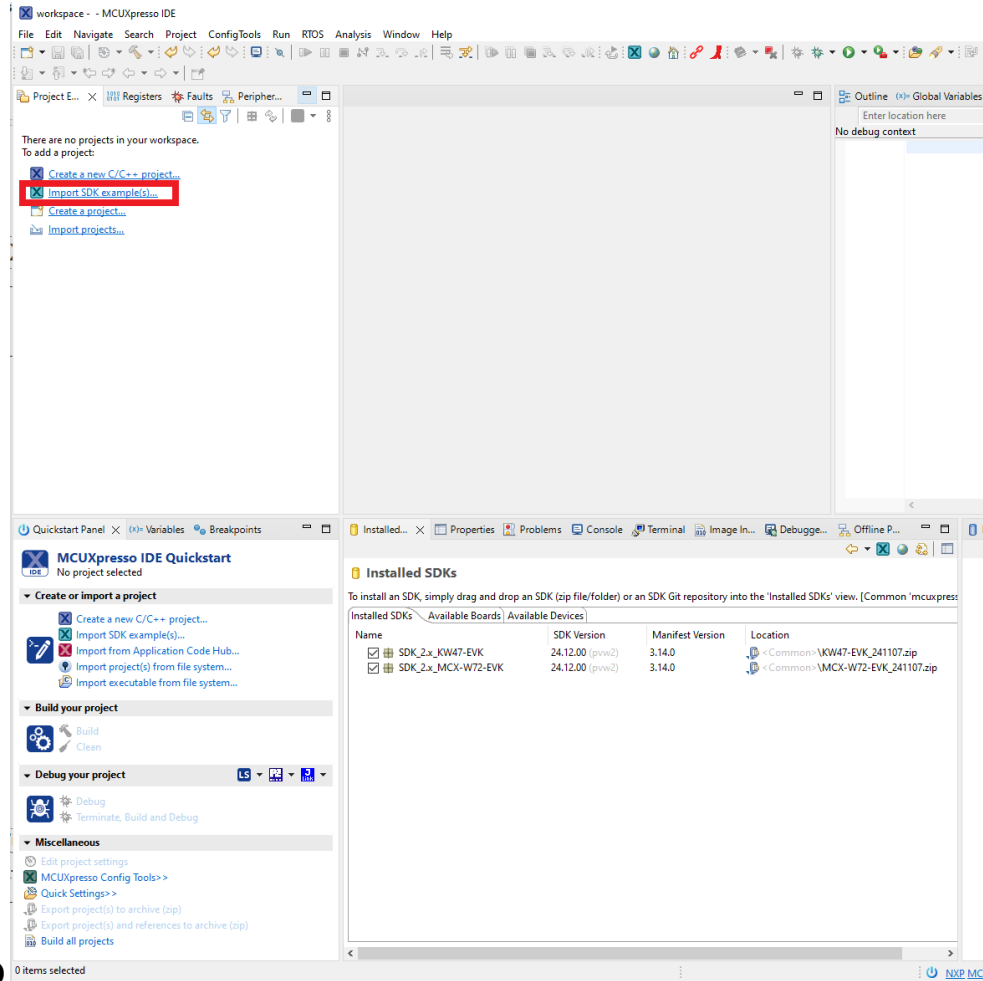 workspace - - MCUXpresso IDE
File Edit Navigate Search Project ConfigTools Run RTOS Analysis Window Help
Project E... Registers Faults Peripher...
Outline Global Variables
Enter location here
No debug context
There are no projects in your workspace.
To add a project:
Create a new C/C++ project...
Import SDK example(s)...
Create a project...
Import projects...
Quickstart Panel Variables Breakpoints
Installed... Properties Problems Console Terminal Image In... Debugge... Offline P...
IDE
MCUXpresso IDE Quickstart
No project selected
Create or import a project
Create a new C/C++ project...
Import SDK example(s)...
Import from Application Code Hub...
Import project(s) from file system...
Import executable from file system...
Build your project
Build
Clean
Debug your project
LS
Debug
Terminate, Build and Debug
Miscellaneous
Edit project settings
MCUXpresso Config Tools>>
Quick Settings>>
Export project(s) to archive (zip)
Export project(s) and references to archive (zip)
Build all projects
Installed SDKs
To install an SDK, simply drag and drop an SDK (zip file/folder) or an SDK Git repository into the 'Installed SDKs' view. [Common 'mcuxpress
Installed SDKs Available Boards Available Devices
Name SDK Version Manifest Version Location
SDK_2.x_KW47-EVK 24.12.00 (pvw2) 3.14.0 <Common>\KW47-EVK_241107.zip
SDK_2.x_MCX-W72-EVK 24.12.00 (pvw2) 3.14.0 <Common>\MCX-W72-EVK_241107.zip
0 items selected
NXP MC